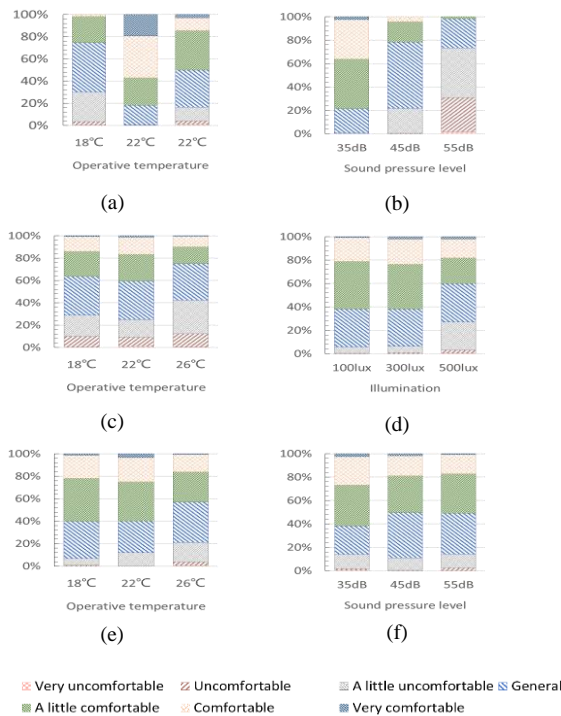 100%
80%
60%
40%
20%
0%
18°C 22°C 22°C
Operative temperature
(a)
100%
80%
60%
40%
20%
0%
35dB 45dB 55dB
Sound pressure level
(b)
100%
80%
60%
40%
20%
0%
18°C 22°C 26°C
Operative temperature
(c)
100%
80%
60%
40%
20%
0%
100lux 300lux 500lux
Illumination
(d)
100%
80%
60%
40%
20%
0%
18°C 22°C 26°C
Operative temperature
(e)
100%
80%
60%
40%
20%
0%
35dB 45dB 55dB
Sound pressure level
(f)
Very uncomfortable Uncomfortable A little uncomfortable General
A little comfortable Comfortable Very comfortable